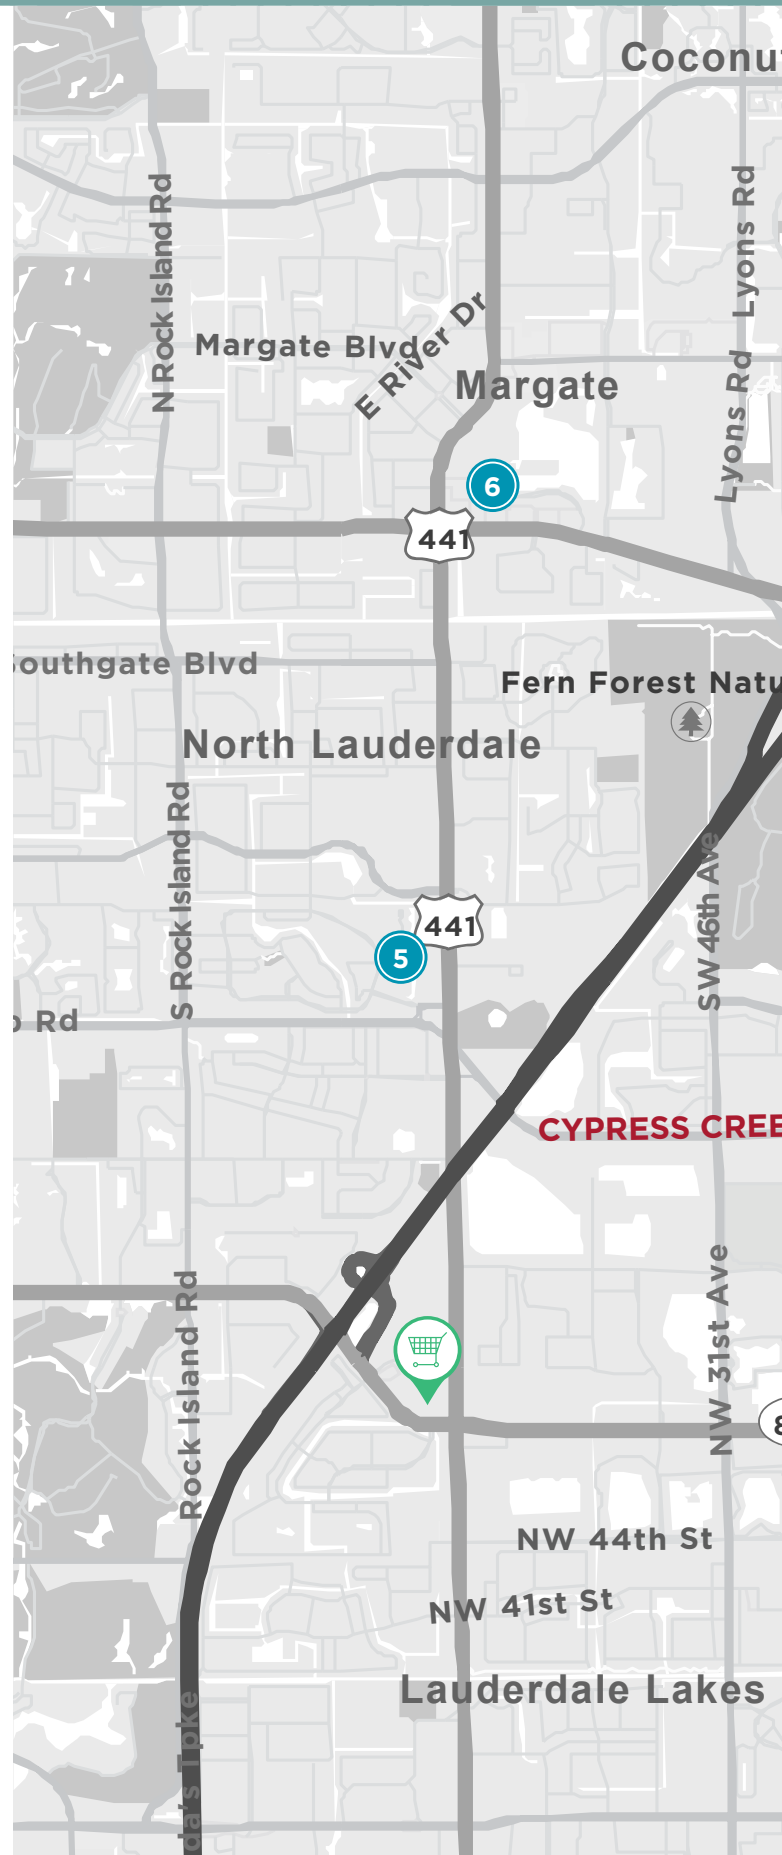 Coconu
N Rock Island Rd
Lyons Rd
Margate Blvd
E River Dr
Margate
Lyons Rd
6
441
Southgate Blvd
Fern Forest Natu
North Lauderdale
S Rock Island Rd
SW 46th Ave
441
5
Rd
CYPRESS CREE
Rock Island Rd
NW 31st Ave
8
NW 44th St
NW 41st St
Lauderdale Lakes
da's Tpke